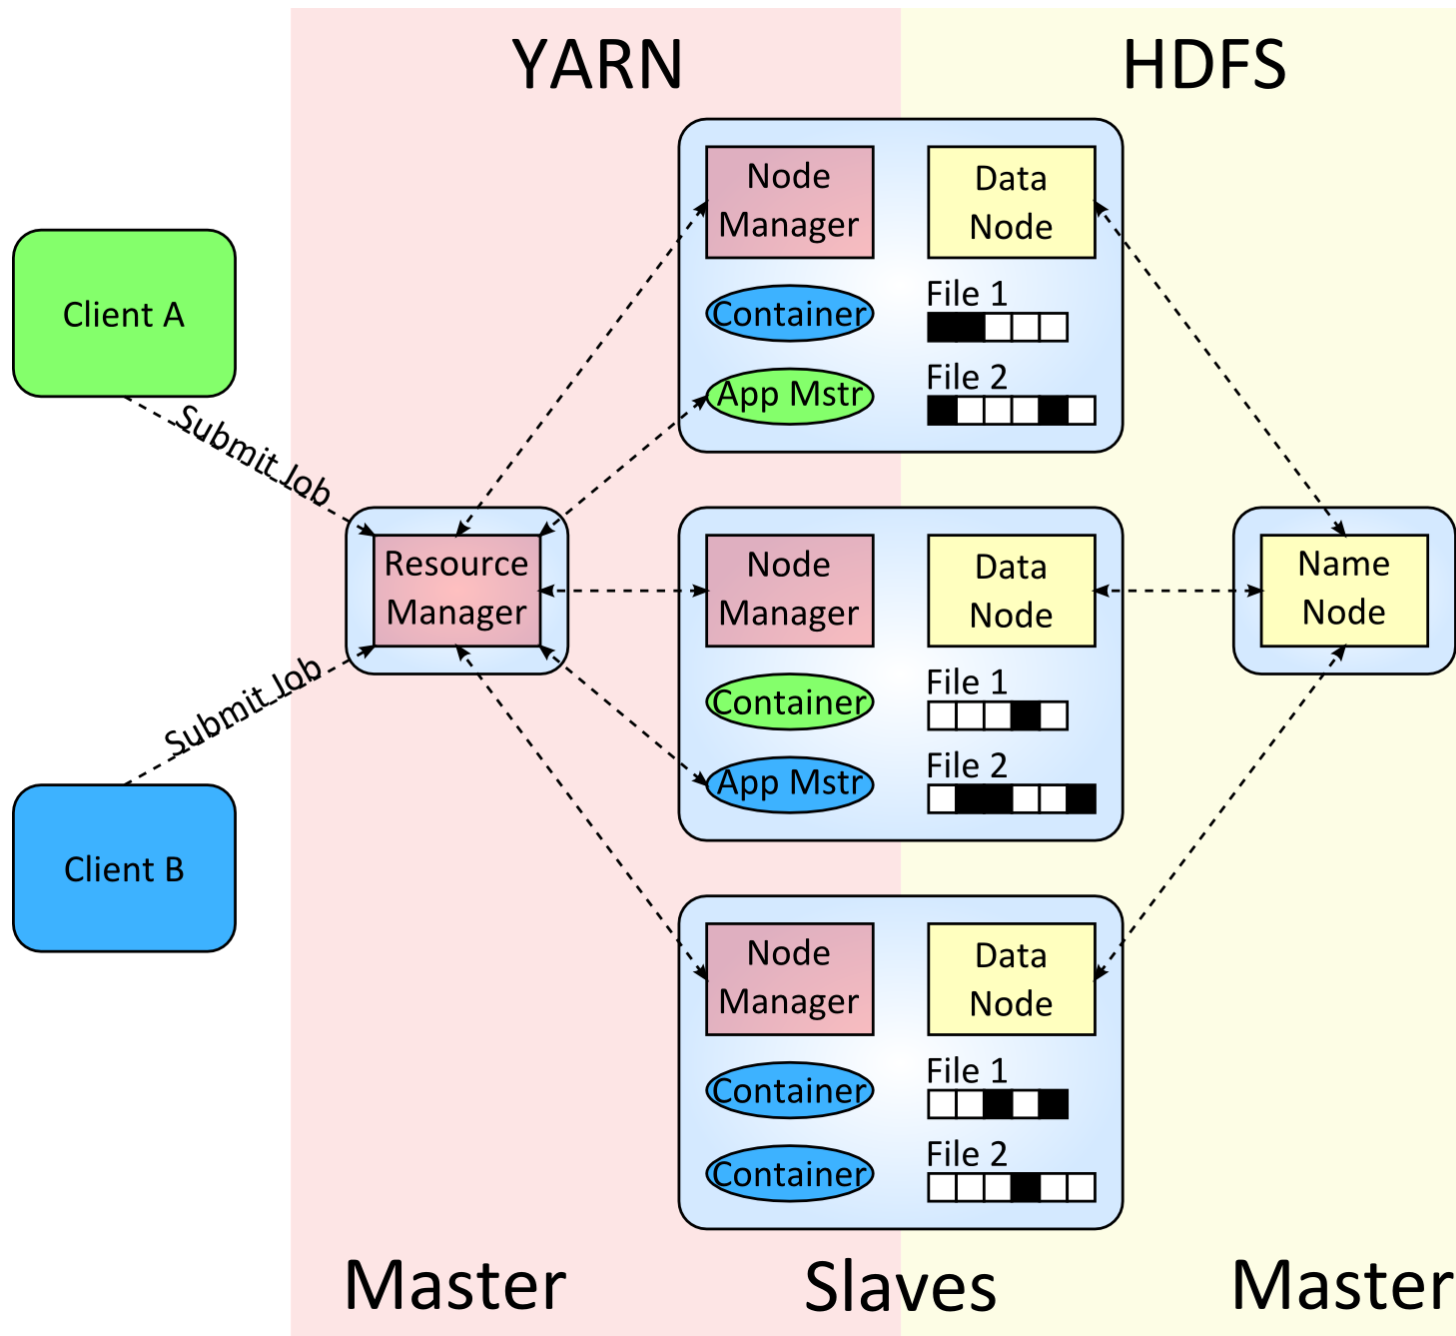 YARN
HDFS
Client A
Submit Job
Client B
Submit Job
Resource
Manager
Node
Manager
Container
App Mstr
Data
Node
File 1
File 2
Node
Manager
Container
App Mstr
Data
Node
File 1
File 2
Node
Manager
Container
Container
Data
Node
File 1
File 2
Name
Node
Master
Slaves
Master